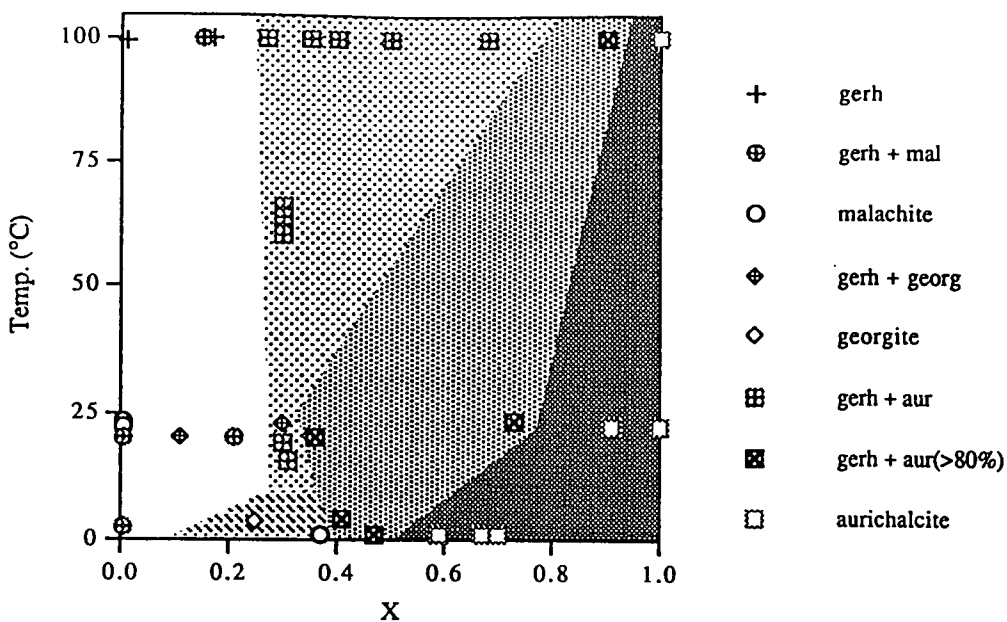 100
75
50
25
0
Temp. (°C)
0.0 0.2 0.4 0.6 0.8 1.0
X
gerh
gerh + mal
malachite
gerh + georg
georgite
gerh + aur
gerh + aur(>80%)
aurichalcite